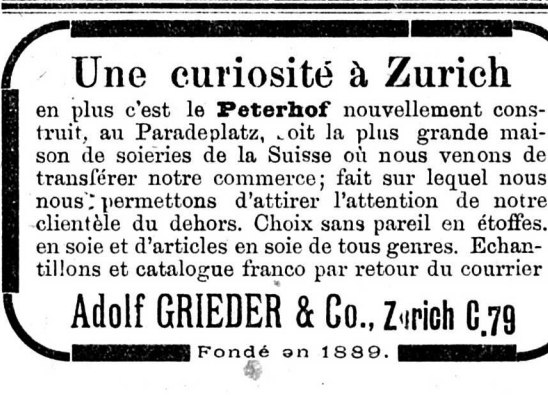 Une curiosité à Zurich
en plus c'est le Peterhof nouvellement cons-
truit, au Paradeplatz, soit la plus grande mai-
son de soieries de la Suisse où nous venons de
transférer notre commerce; fait sur lequel nous
nous permettons d'attirer l'attention de notre
clientèle du dehors. Choix sans pareil en étoffes.
en soie et d'articles en soie de tous genres. Echan-
tillons et catalogue franco par retour du courrier
Adolf GRIEDER & Co., Zurich C.79
Fondé en 1889.